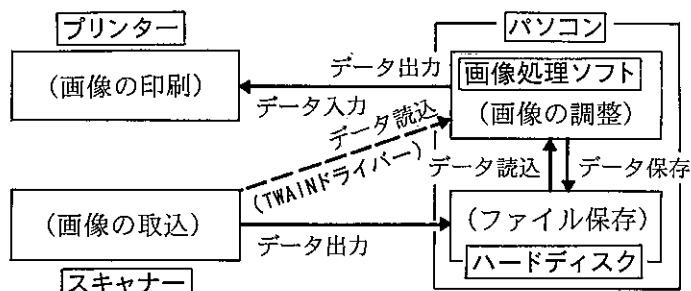 プリンター
パソコン
(画像の印刷)
データ出力
データ入力
画像処理ソフト
(画像の調整)
データ読込
(TWAINドライバー)
データ読込
データ保存
(画像の取込)
データ出力
(ファイル保存)
ハードディスク
スキャナー